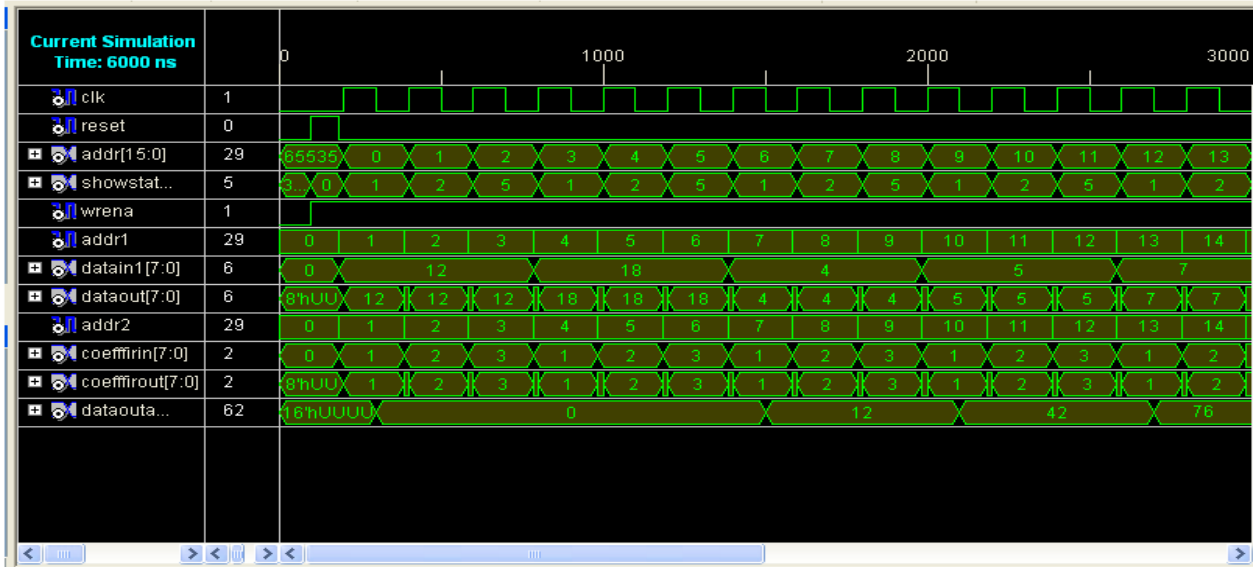 Current Simulation
Time: 6000 ns
0 1000 2000 3000
clk 1
reset 0
addr[15:0] 29 65535 0 1 2 3 4 5 6 7 8 9 10 11 12 13
showstat... 5 3... 0 1 2 5 1 2 5 1 2 5 1 2 5 1 2
wrena 1
addr1 29 0 1 2 3 4 5 6 7 8 9 10 11 12 13 14
datain1[7:0] 6 0 12 18 4 5 7
dataout[7:0] 6 8'hUU 12 12 12 18 18 18 4 4 4 5 5 5 7 7
addr2 29 0 1 2 3 4 5 6 7 8 9 10 11 12 13 14
coefffirin[7:0] 2 0 1 2 3 1 2 3 1 2 3 1 2 3 1 2
coefffirout[7:0] 2 8'hUU 1 2 3 1 2 3 1 2 3 1 2 3 1 2
dataouta... 62 16'hUUUU 0 12 42 76